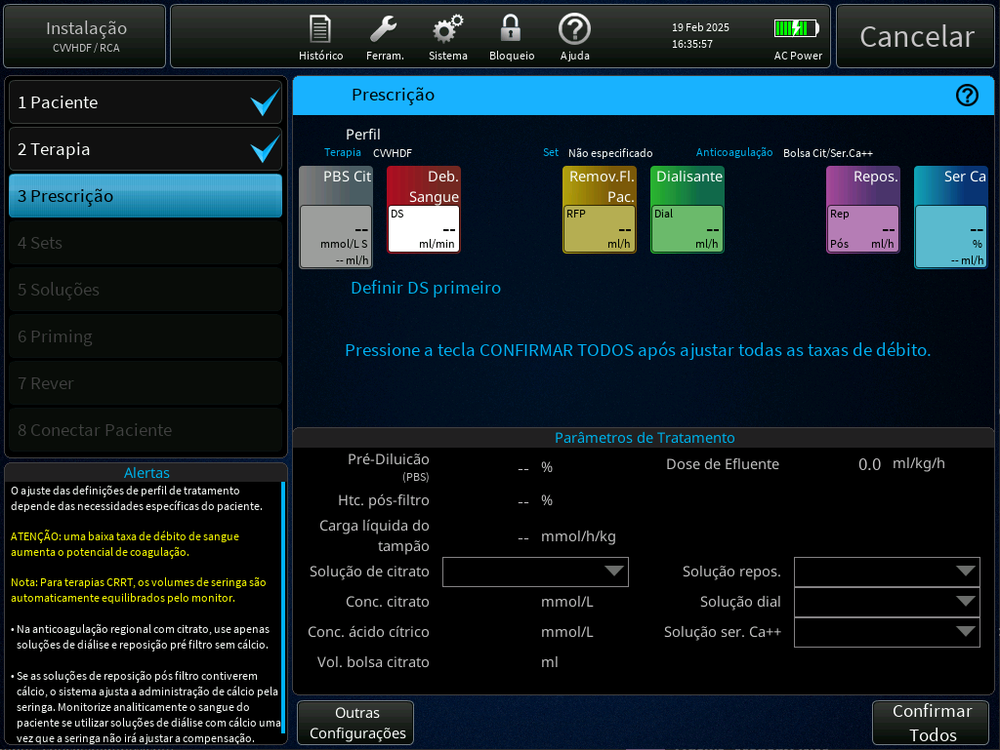 Instalação
CVVHDF / RCA
Histórico
Ferram.
Sistema
Bloqueio
Ajuda
19 Feb 2025
16:35:57
AC Power
Cancelar
1 Paciente
2 Terapia
3 Prescrição
4 Sets
5 Soluções
6 Priming
7 Rever
8 Conectar Paciente
Alertas
O ajuste das definições de perfil de tratamento
depende das necessidades específicas do paciente.
ATENÇÃO: uma baixa taxa de débito de sangue
aumenta o potencial de coagulação.
Nota: Para terapias CRRT, os volumes de seringa são
automaticamente equilibrados pelo monitor.
• Na anticoagulação regional com citrato, use apenas
soluções de diálise e reposição pré filtro sem cálcio.
• Se as soluções de reposição pós filtro contiverem
cálcio, o sistema ajusta a administração de cálcio pela
seringa. Monitorize analiticamente o sangue do
paciente se utilizar soluções de diálise com cálcio uma
vez que a seringa não irá ajustar a compensação.
Prescrição
Perfil
Terapia CVVHDF
Set Não especificado
Anticoagulação Bolsa Cit/Ser.Ca++
PBS Cit
--
mmol/L S
-- ml/h
Deb.
Sangue
DS
--
ml/min
Remov.Fl.
Pac.
RFP
--
ml/h
Dialisante
Dial
--
ml/h
Repos.
Rep
--
Pós ml/h
Ser Ca
--
%
-- ml/h
Definir DS primeiro
Pressione a tecla CONFIRMAR TODOS após ajustar todas as taxas de débito.
Parâmetros de Tratamento
Pré-Diluicão -- %
(PBS)
Htc. pós-filtro -- %
Carga líquida do
tampão -- mmol/h/kg
Solução de citrato
Conc. citrato mmol/L
Conc. ácido cítrico mmol/L
Vol. bolsa citrato ml
Dose de Efluente 0.0 ml/kg/h
Solução repos.
Solução dial
Solução ser. Ca++
Outras
Configurações
Confirmar
Todos